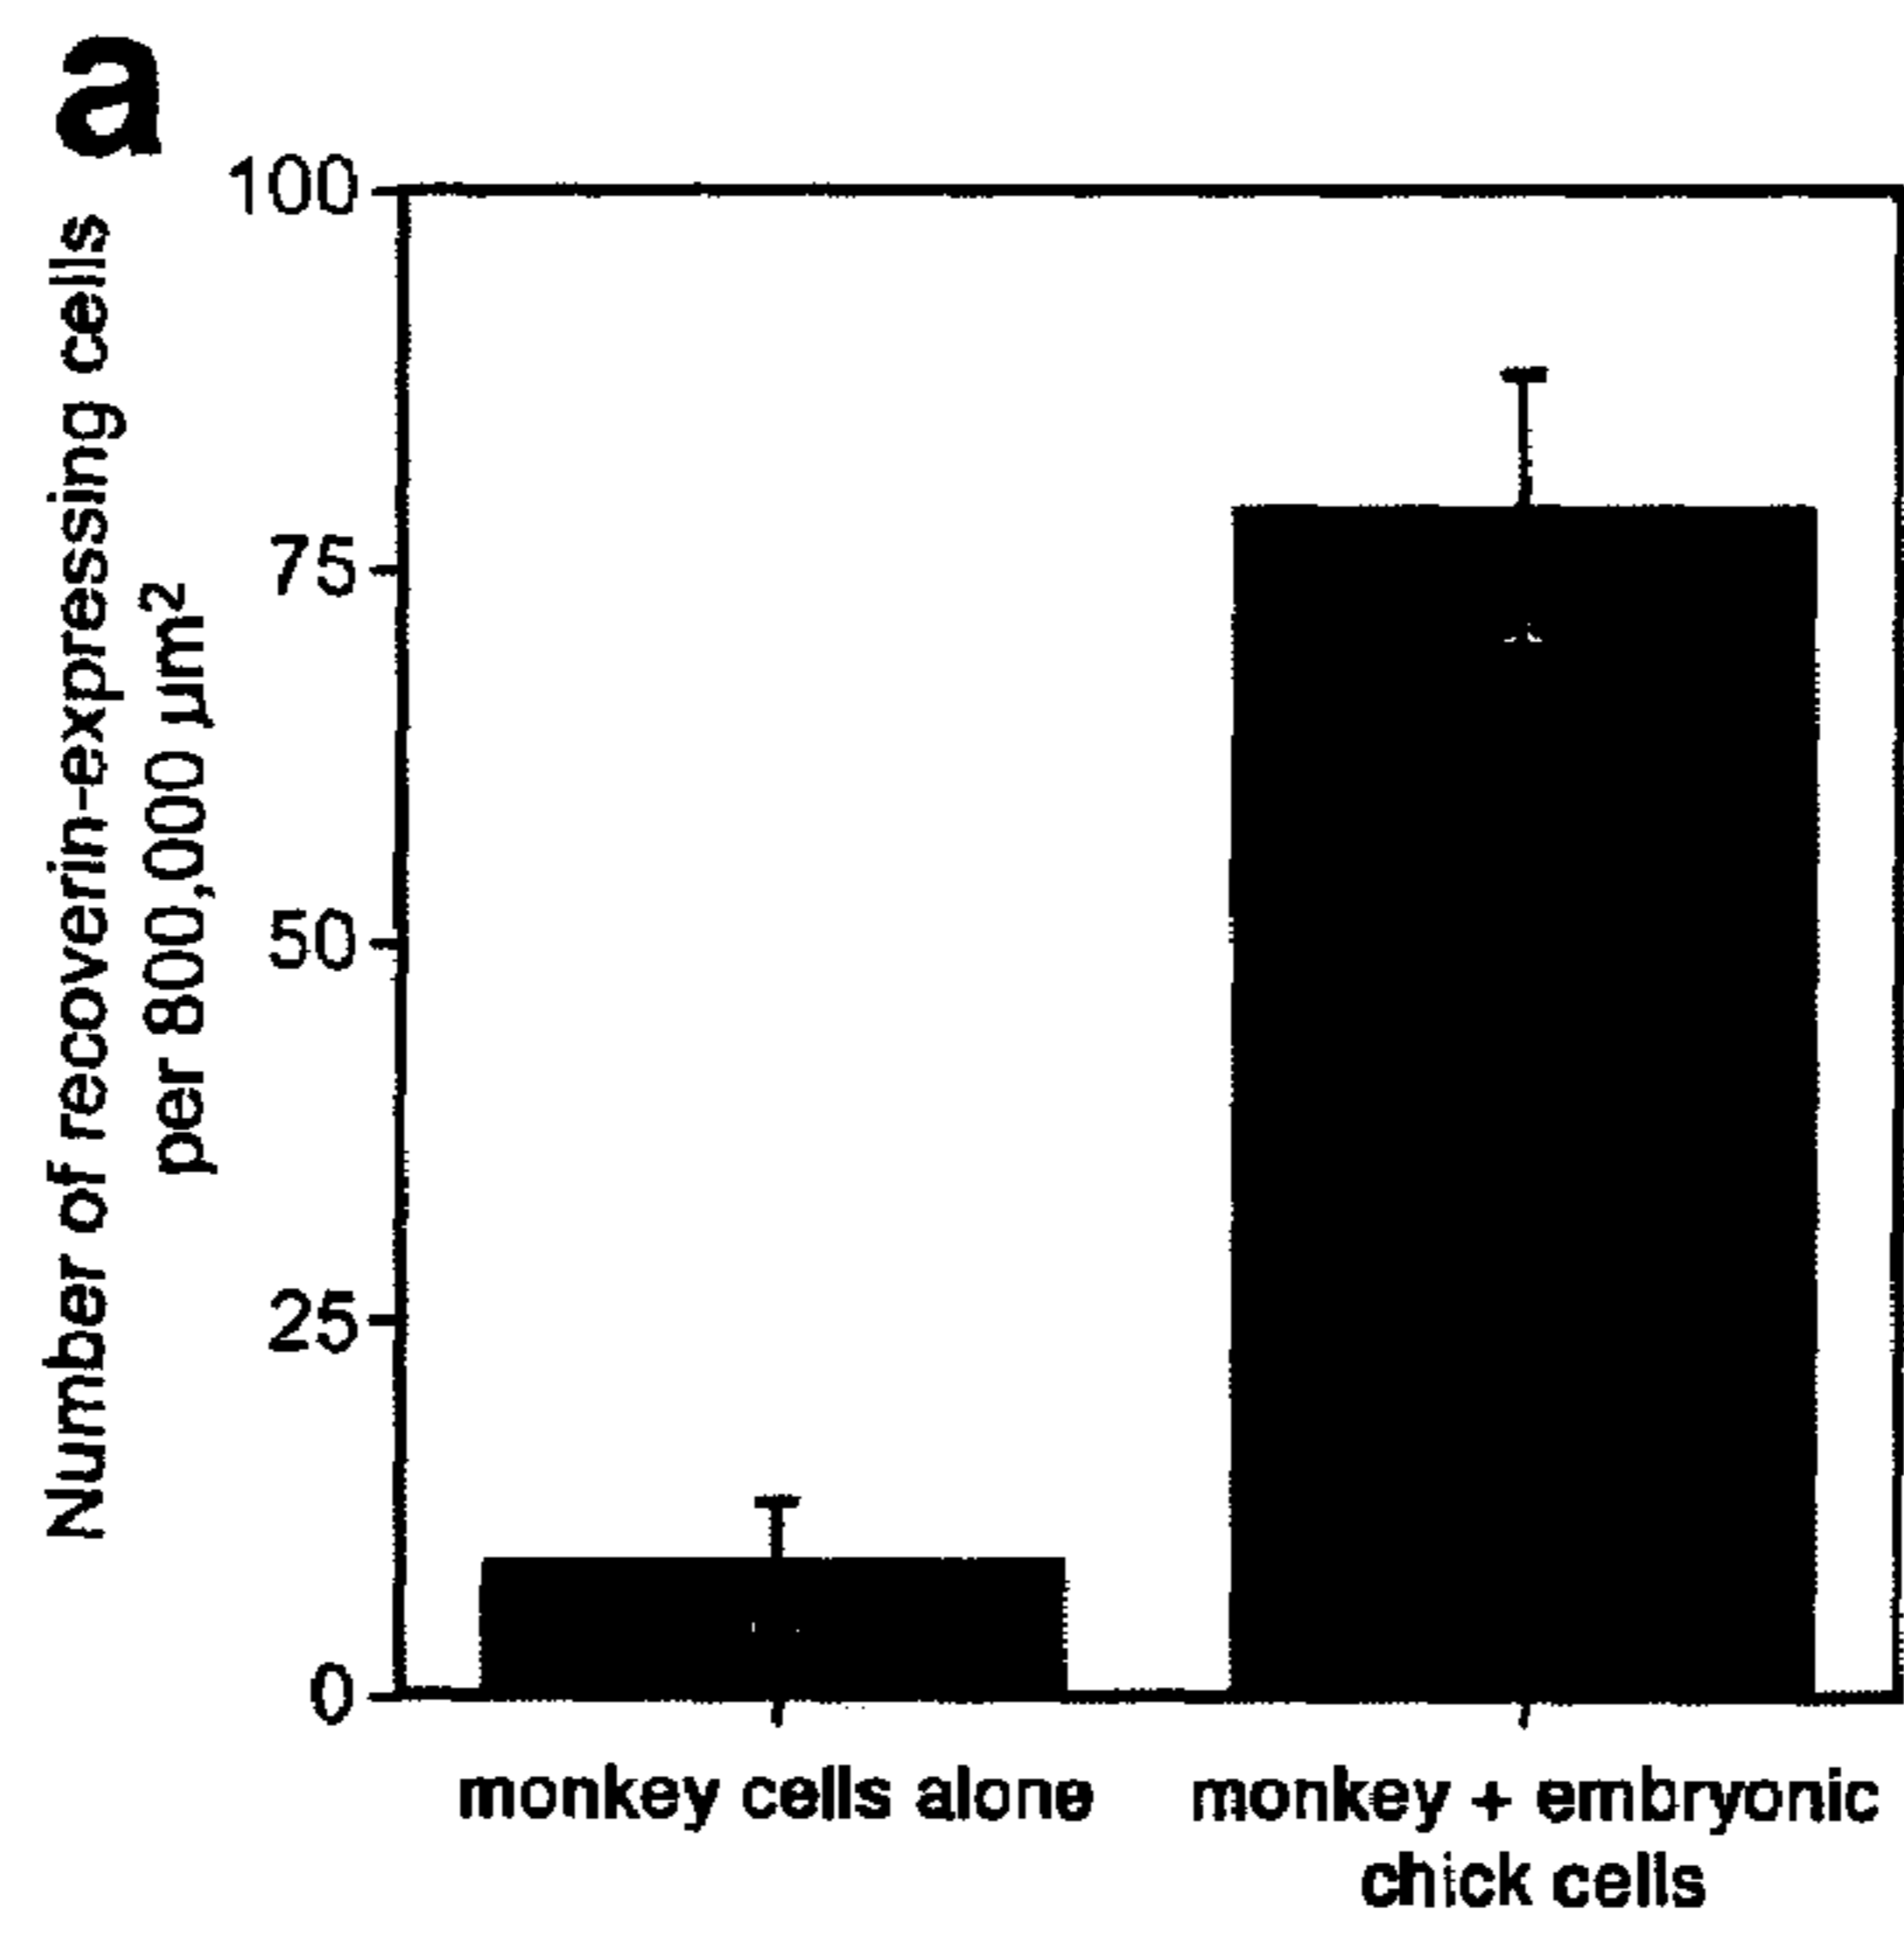 a
Number of recoverin-expressing cells
per 800,000 µm²
100
75
50
25
0
monkey cells alone
monkey + embryonic
chick cells